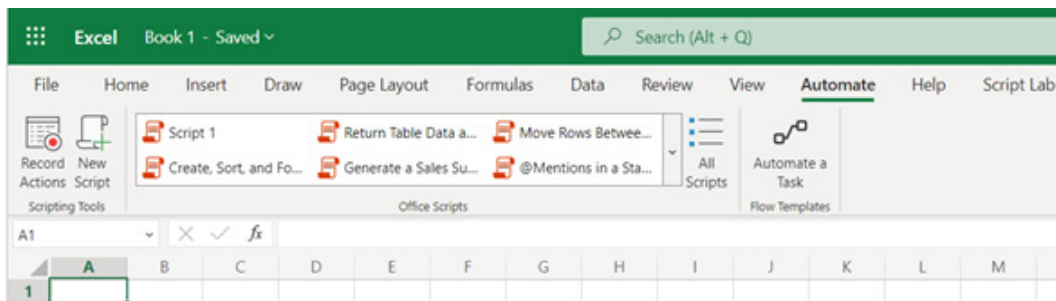 Excel Book 1 - Saved Search (Alt + Q)
File Home Insert Draw Page Layout Formulas Data Review View Automate Help Script Lab
Script 1 Return Table Data a... Move Rows Betwee...
Record Actions New Script Create, Sort, and Fo... Generate a Sales Su... @Mentions in a Sta... All Scripts Automate a Task
Scripting Tools Office Scripts Flow Templates
A1 fx
A B C D E F G H I J K L M
1